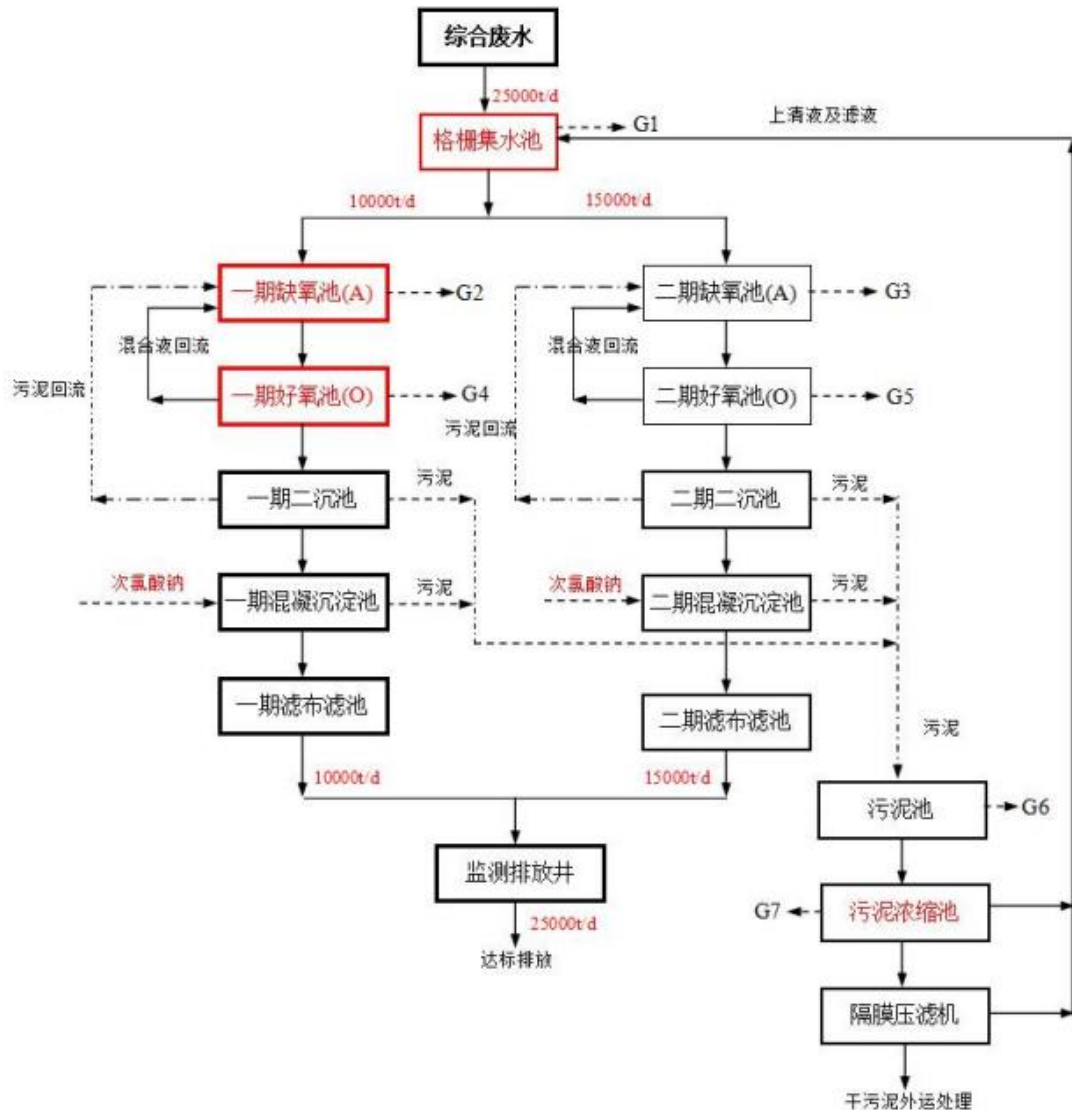 综合废水
25000t/d
格栅集水池
G1
上清液及滤液
10000t/d
15000t/d
一期缺氧池(A)
G2
二期缺氧池(A)
G3
混合液回流
混合液回流
污泥回流
一期好氧池(O)
G4
二期好氧池(O)
G5
污泥回流
一期二沉池
污泥
二期二沉池
污泥
次氯酸钠
一期混凝沉淀池
污泥
次氯酸钠
二期混凝沉淀池
污泥
一期滤布滤池
二期滤布滤池
污泥
10000t/d
15000t/d
污泥池
G6
监测排放井
G7
污泥浓缩池
25000t/d
达标排放
隔膜压滤机
干污泥外运处理